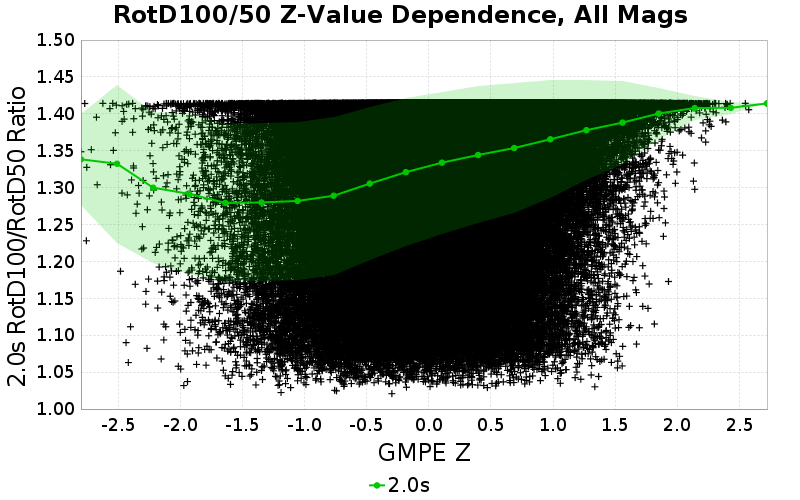 RotD100/50 Z-Value Dependence, All Mags
2.0s RotD100/RotD50 Ratio
1.50
1.45
1.40
1.35
1.30
1.25
1.20
1.15
1.10
1.05
1.00
-2.5 -2.0 -1.5 -1.0 -0.5 0.0 0.5 1.0 1.5 2.0 2.5
GMPE Z
2.0s